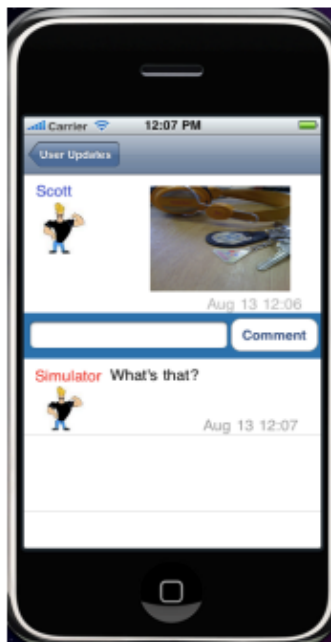 Carrier 12:07 PM
User Updates
Scott
Aug 13 12:06
Comment
Simulator What's that?
Aug 13 12:07